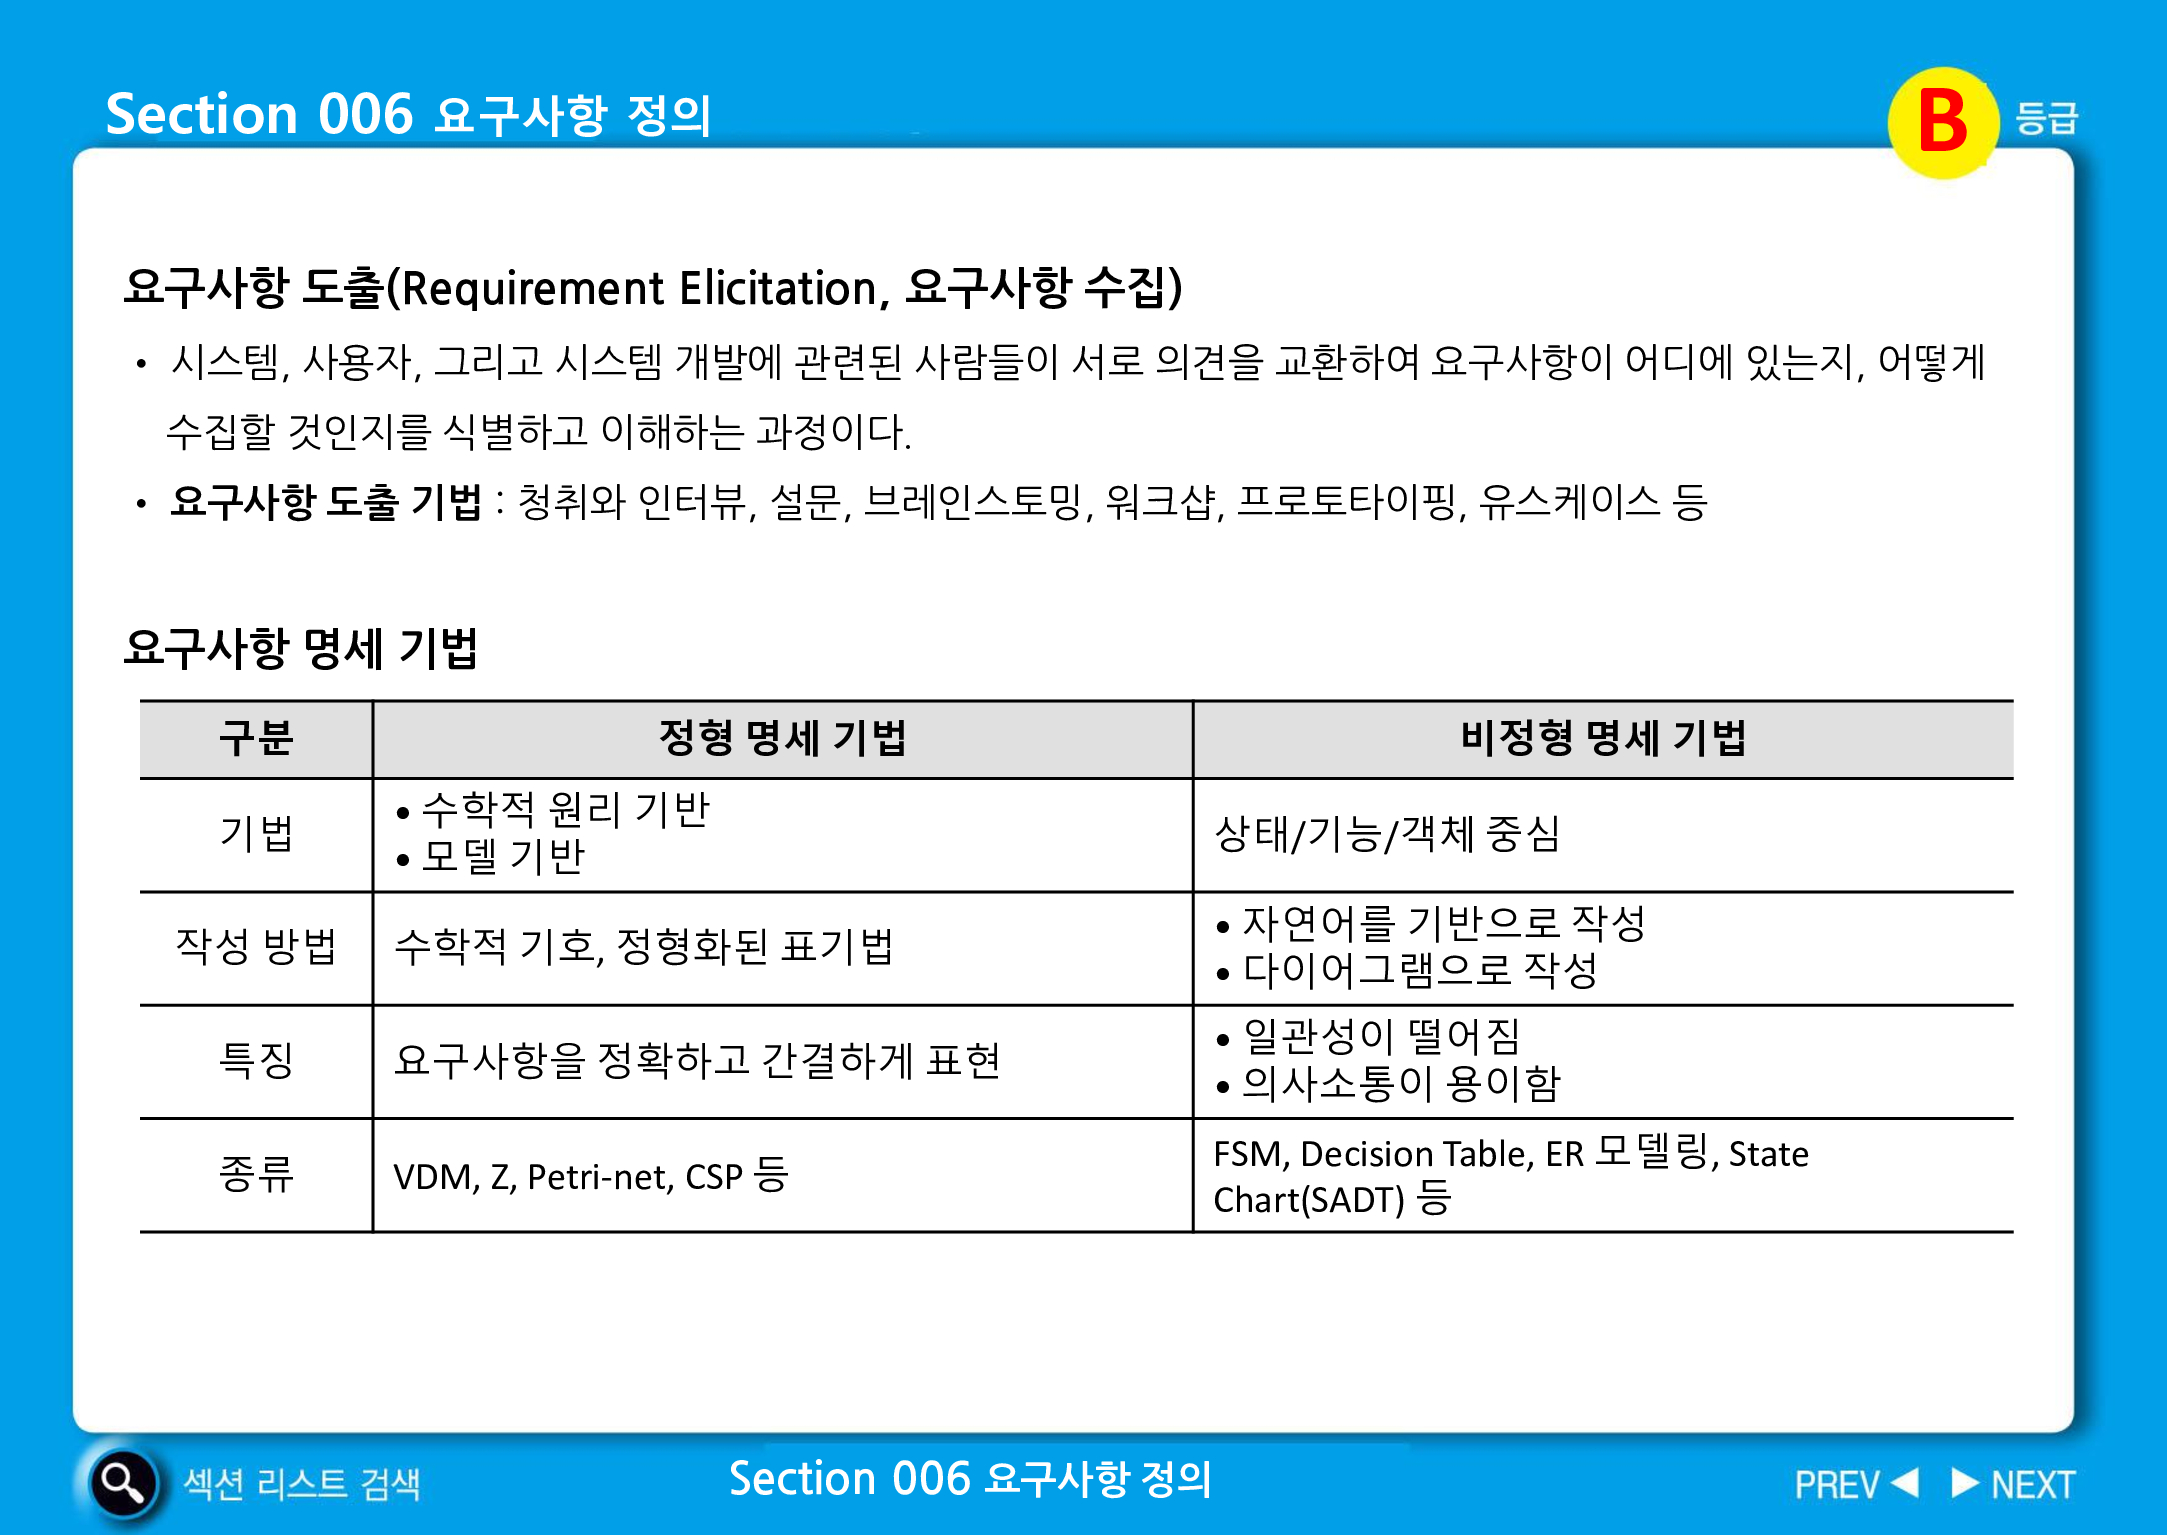 Section 006 요구사항 정의
B 등급
요구사항 도출(Requirement Elicitation, 요구사항 수집)
• 시스템, 사용자, 그리고 시스템 개발에 관련된 사람들이 서로 의견을 교환하여 요구사항이 어디에 있는지, 어떻게
수집할 것인지를 식별하고 이해하는 과정이다.
• 요구사항 도출 기법 : 청취와 인터뷰, 설문, 브레인스토밍, 워크샵, 프로토타이핑, 유스케이스 등
요구사항 명세 기법
구분 정형 명세 기법 비정형 명세 기법
기법
• 수학적 원리 기반
• 모델 기반
상태/기능/객체 중심
작성 방법
수학적 기호, 정형화된 표기법
• 자연어를 기반으로 작성
• 다이어그램으로 작성
특징
요구사항을 정확하고 간결하게 표현
• 일관성이 떨어짐
• 의사소통이 용이함
종류
VDM, Z, Petri-net, CSP 등
FSM, Decision Table, ER 모델링, State
Chart(SADT) 등
섹션 리스트 검색
Section 006 요구사항 정의
PREV ◀ ▶ NEXT